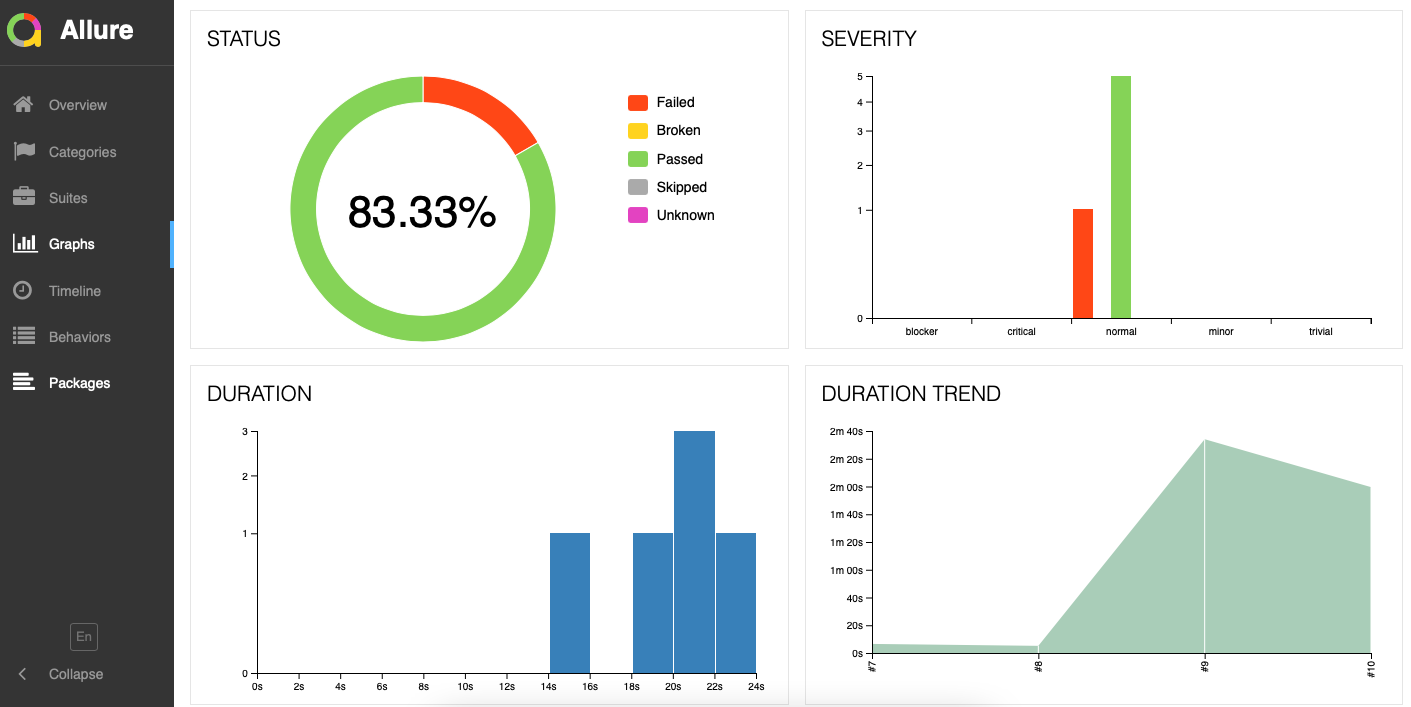 Allure
Overview
Categories
Suites
Graphs
Timeline
Behaviors
Packages
En
Collapse
STATUS
83.33%
Failed
Broken
Passed
Skipped
Unknown
SEVERITY
5
4
3
2
1
0
blocker critical normal minor trivial
DURATION
3
2
1
0
0s 2s 4s 6s 8s 10s 12s 14s 16s 18s 20s 22s 24s
DURATION TREND
2m 40s
2m 20s
2m 00s
1m 40s
1m 20s
1m 00s
40s
20s
0s
#7 #8 #9 #10